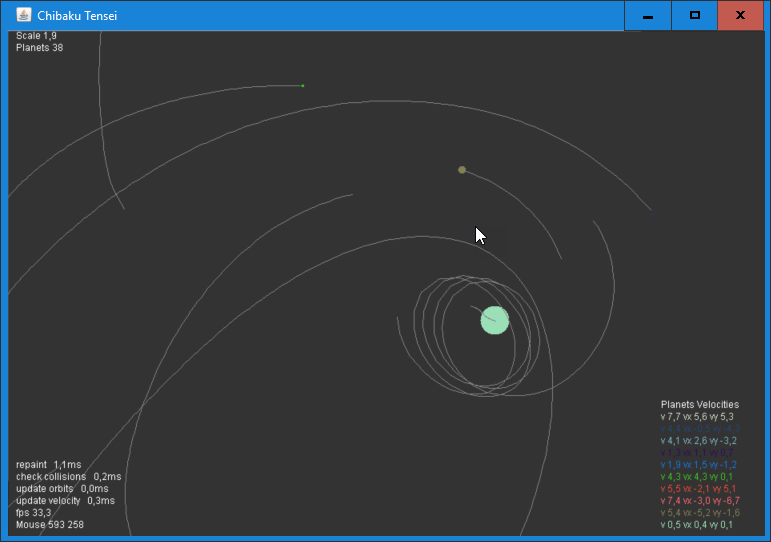 Chibaku Tensei
Scale 1,9
Planets 38
Planets Velocities
v 7,7 vx 5,6 vy 5,3
v 4,4 vx -0,5 vy -4,3
v 4,1 vx 2,6 vy -3,2
v 1,3 vx 1,1 vy 0,7
v 1,9 vx 1,5 vy -1,2
v 4,3 vx 4,3 vy 0,1
v 5,5 vx -2,1 vy 5,1
v 7,4 vx -3,0 vy -6,7
v 5,4 vx -5,2 vy -1,6
v 0,5 vx 0,4 vy 0,1
repaint 1,1ms
check collisions 0,2ms
update orbits 0,0ms
update velocity 0,3ms
fps 33,3
Mouse 593 258